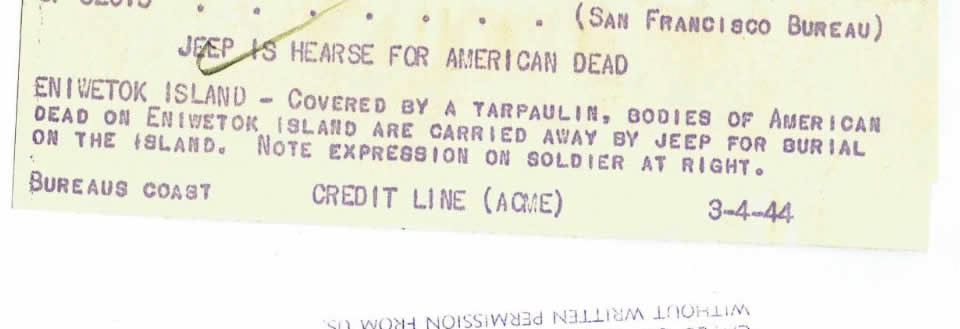 . . . . . . . (San Francisco Bureau)
JEEP IS HEARSE FOR AMERICAN DEAD
ENIWETOK ISLAND – COVERED BY A TARPAULIN, BODIES OF AMERICAN
DEAD ON ENIWETOK ISLAND ARE CARRIED AWAY BY JEEP FOR BURIAL
ON THE ISLAND. NOTE EXPRESSION ON SOLDIER AT RIGHT.
BUREAUS COAST CREDIT LINE (ACME) 3-4-44
WITHOUT WRITTEN PERMISSION FROM US.